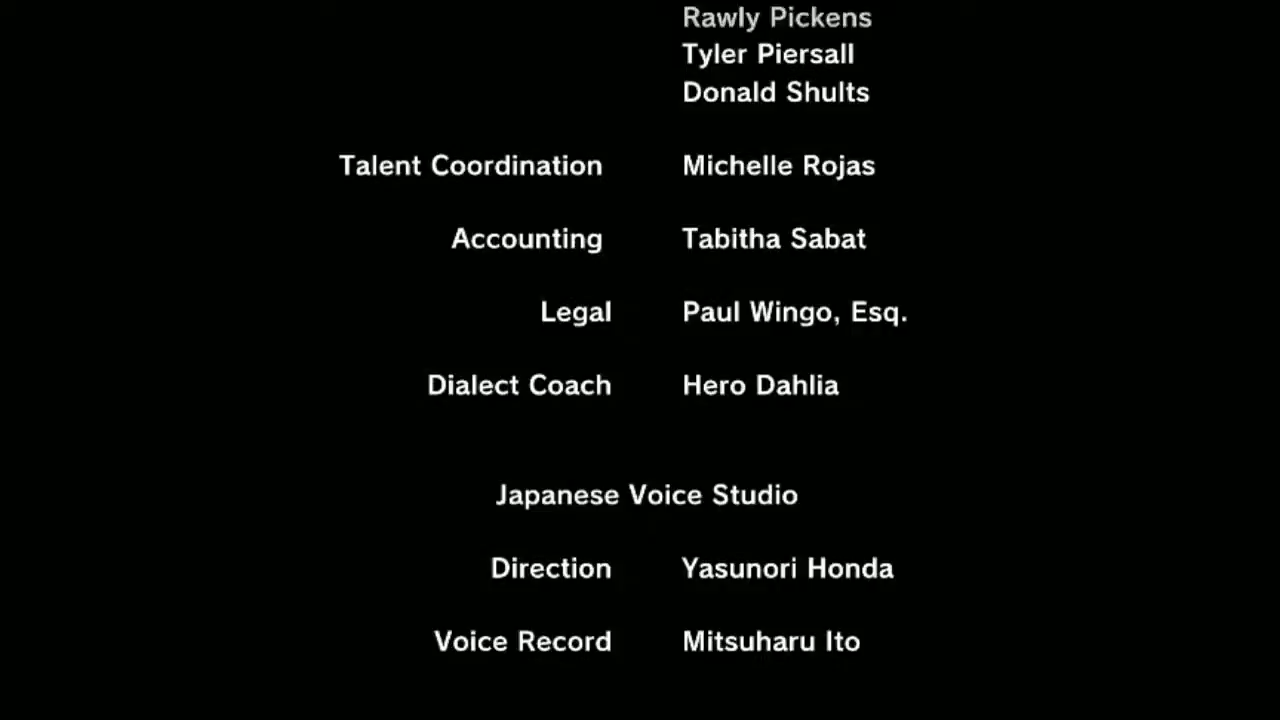 Rawly Pickens
Tyler Piersall
Donald Shults
Talent Coordination Michelle Rojas
Accounting Tabitha Sabat
Legal Paul Wingo, Esq.
Dialect Coach Hero Dahlia
Japanese Voice Studio
Direction Yasunori Honda
Voice Record Mitsuharu Ito